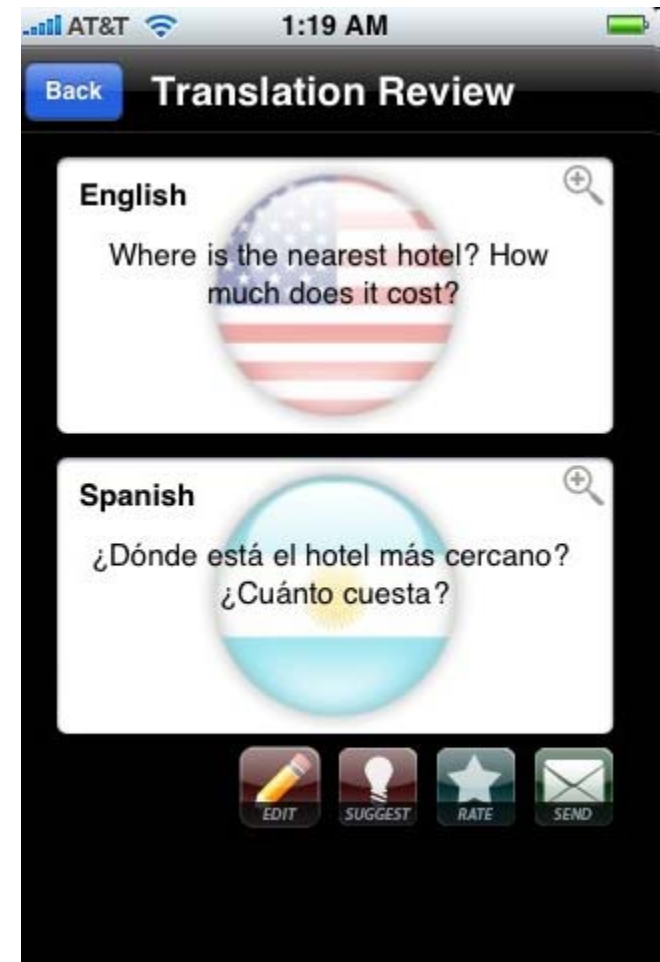 AT&T 1:19 AM
Back Translation Review
English
Where is the nearest hotel? How
much does it cost?
Spanish
¿Dónde está el hotel más cercano?
¿Cuánto cuesta?
EDIT SUGGEST RATE SEND